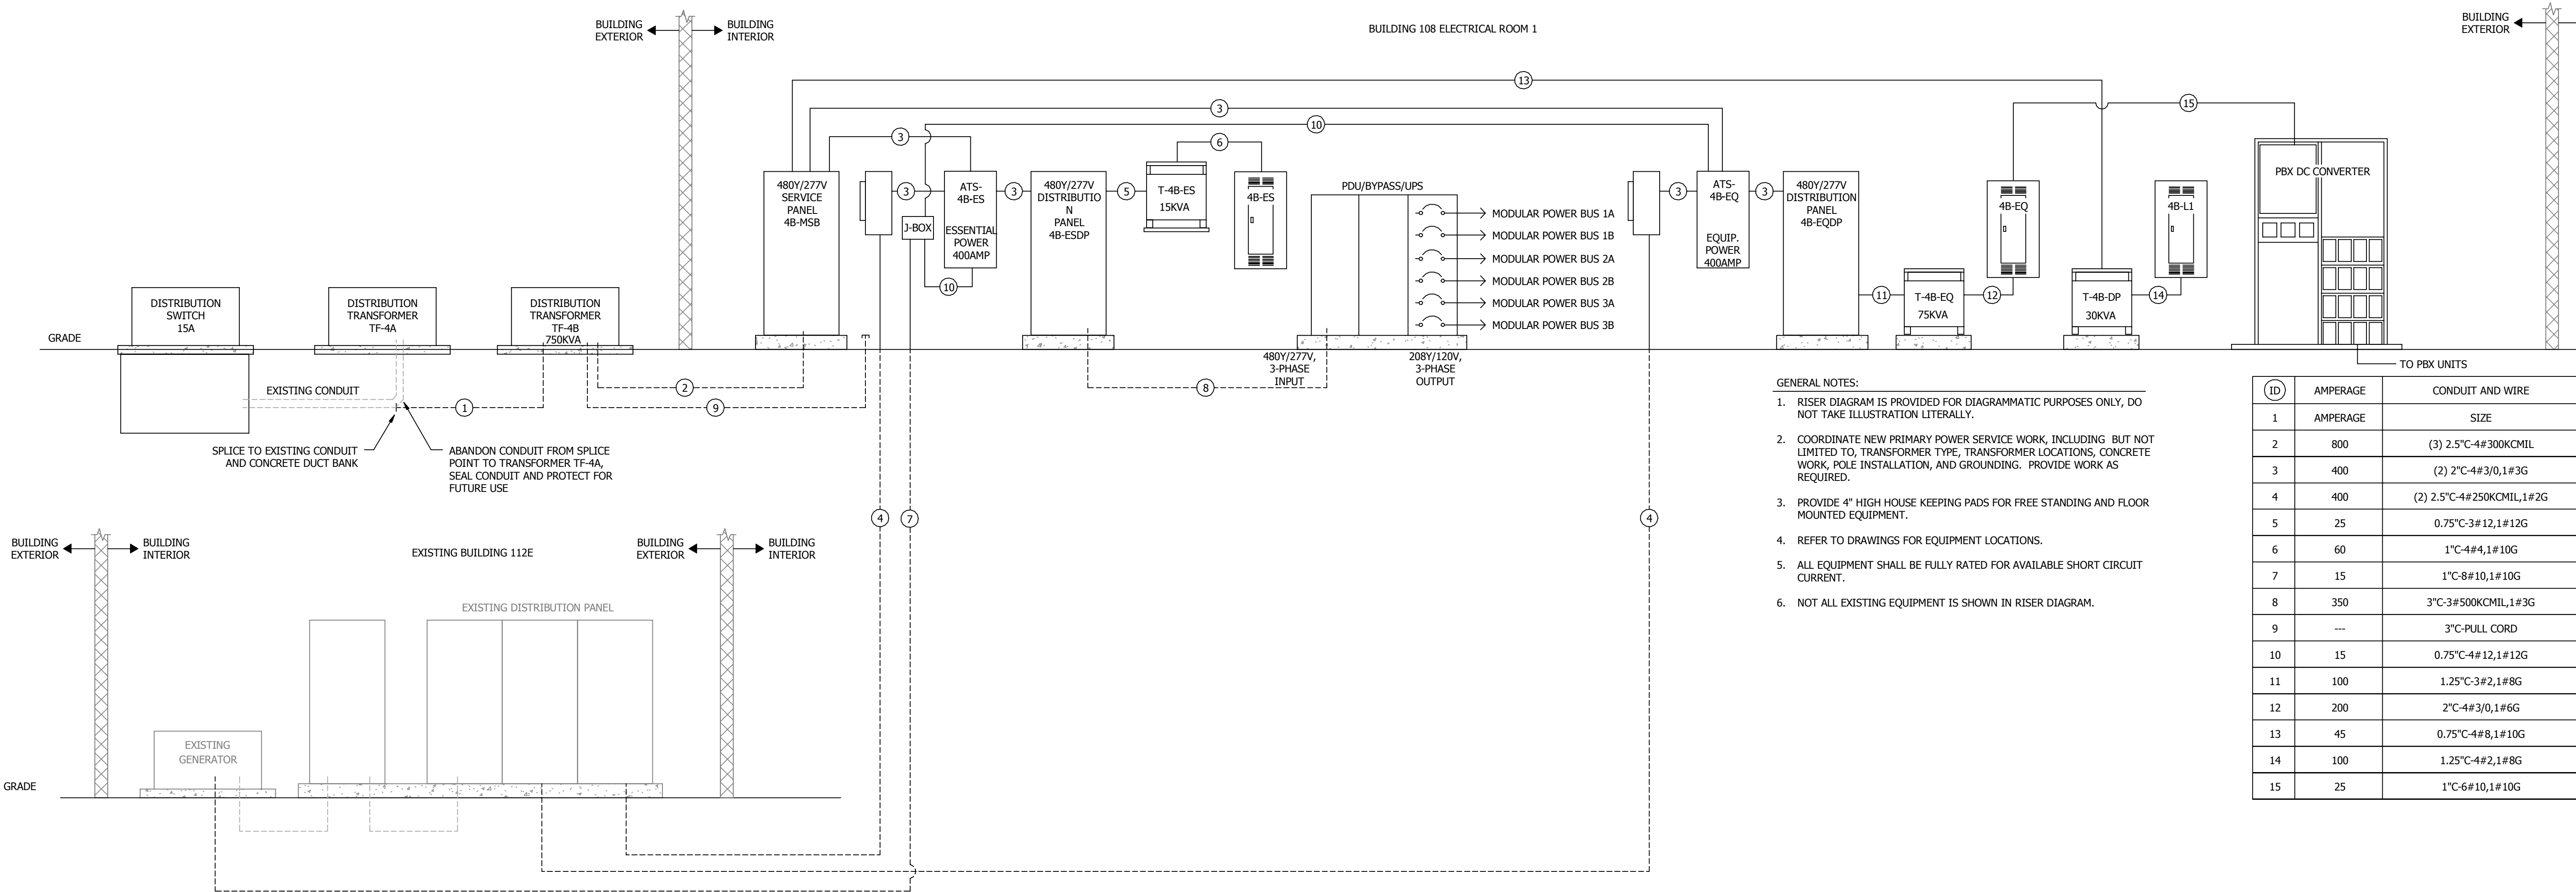 BUILDING
EXTERIOR
BUILDING
INTERIOR
BUILDING 108 ELECTRICAL ROOM 1
BUILDING
EXTERIOR
13
3
10
3
6
15
480Y/277V
SERVICE
PANEL
4B-MSB
3
J-BOX
ATS-
4B-ES
ESSENTIAL
POWER
400AMP
10
3
480Y/277V
DISTRIBUTIO
N
PANEL
4B-ESDP
5
T-4B-ES
15KVA
4B-ES
PDU/BYPASS/UPS
MODULAR POWER BUS 1A
MODULAR POWER BUS 1B
MODULAR POWER BUS 2A
MODULAR POWER BUS 2B
MODULAR POWER BUS 3A
MODULAR POWER BUS 3B
480Y/277V,
3-PHASE
INPUT
208Y/120V,
3-PHASE
OUTPUT
3
ATS-
4B-EQ
EQUIP.
POWER
400AMP
3
480Y/277V
DISTRIBUTION
PANEL
4B-EQDP
11
T-4B-EQ
75KVA
12
4B-EQ
T-4B-DP
30KVA
14
4B-L1
PBX DC CONVERTER
TO PBX UNITS
DISTRIBUTION
SWITCH
15A
DISTRIBUTION
TRANSFORMER
TF-4A
DISTRIBUTION
TRANSFORMER
TF-4B
750KVA
GRADE
EXISTING CONDUIT
1
2
9
8
SPLICE TO EXISTING CONDUIT
AND CONCRETE DUCT BANK
ABANDON CONDUIT FROM SPLICE
POINT TO TRANSFORMER TF-4A,
SEAL CONDUIT AND PROTECT FOR
FUTURE USE
4
7
4
BUILDING
EXTERIOR
BUILDING
INTERIOR
EXISTING BUILDING 112E
BUILDING
EXTERIOR
BUILDING
INTERIOR
EXISTING DISTRIBUTION PANEL
EXISTING
GENERATOR
GRADE
GENERAL NOTES:
1. RISER DIAGRAM IS PROVIDED FOR DIAGRAMMATIC PURPOSES ONLY, DO
NOT TAKE ILLUSTRATION LITERALLY.
2. COORDINATE NEW PRIMARY POWER SERVICE WORK, INCLUDING BUT NOT
LIMITED TO, TRANSFORMER TYPE, TRANSFORMER LOCATIONS, CONCRETE
WORK, POLE INSTALLATION, AND GROUNDING. PROVIDE WORK AS
REQUIRED.
3. PROVIDE 4" HIGH HOUSE KEEPING PADS FOR FREE STANDING AND FLOOR
MOUNTED EQUIPMENT.
4. REFER TO DRAWINGS FOR EQUIPMENT LOCATIONS.
5. ALL EQUIPMENT SHALL BE FULLY RATED FOR AVAILABLE SHORT CIRCUIT
CURRENT.
6. NOT ALL EXISTING EQUIPMENT IS SHOWN IN RISER DIAGRAM.
ID AMPERAGE CONDUIT AND WIRE
1 AMPERAGE SIZE
2 800 (3) 2.5"C-4#300KCMIL
3 400 (2) 2"C-4#3/0,1#3G
4 400 (2) 2.5"C-4#250KCMIL,1#2G
5 25 0.75"C-3#12,1#12G
6 60 1"C-4#4,1#10G
7 15 1"C-8#10,1#10G
8 350 3"C-3#500KCMIL,1#3G
9 --- 3"C-PULL CORD
10 15 0.75"C-4#12,1#12G
11 100 1.25"C-3#2,1#8G
12 200 2"C-4#3/0,1#6G
13 45 0.75"C-4#8,1#10G
14 100 1.25"C-4#2,1#8G
15 25 1"C-6#10,1#10G